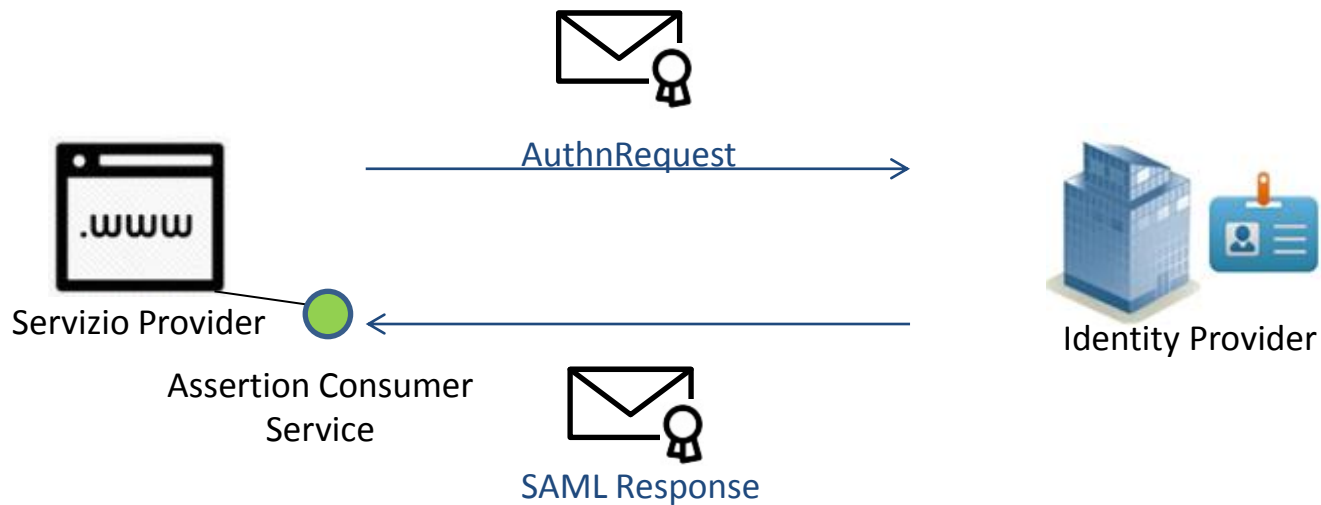 AuthnRequest
.www
Servizio Provider
Identity Provider
Assertion Consumer
Service
SAML Response